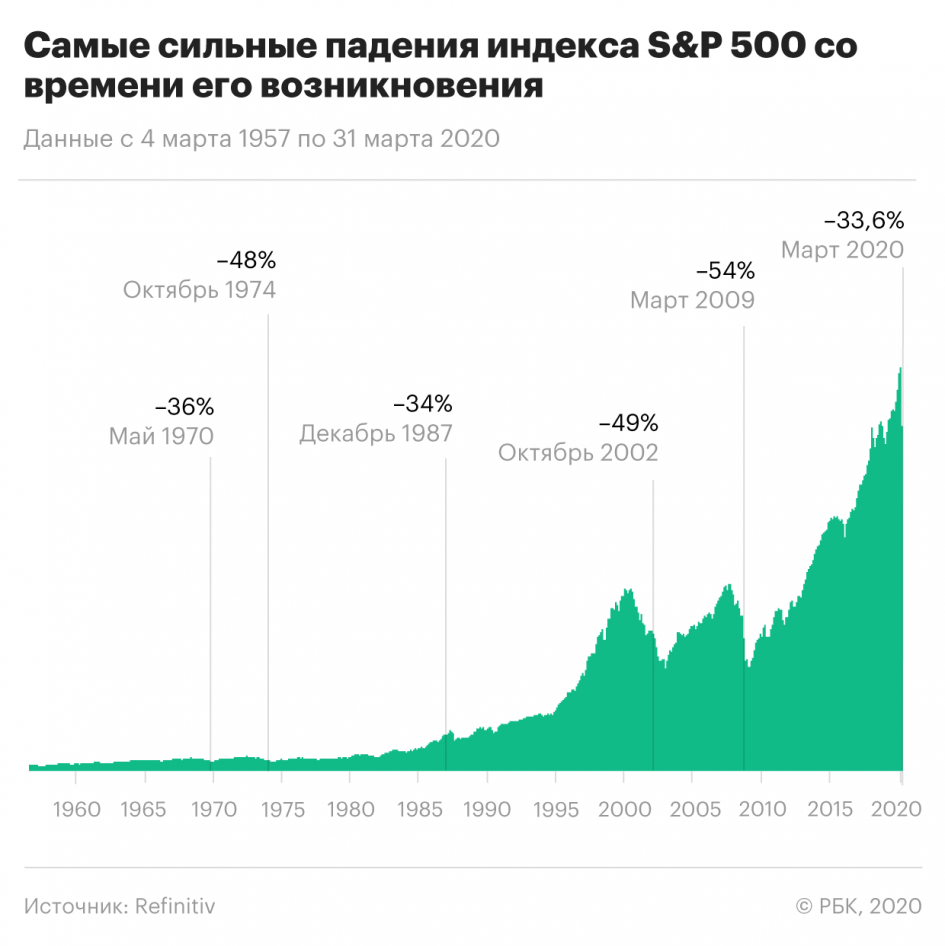 Самые сильные падения индекса S&P 500 со
времени его возникновения
Данные с 4 марта 1957 по 31 марта 2020
–33,6%
Март 2020
–48%
Октябрь 1974
–54%
Март 2009
–36%
Май 1970
–34%
Декабрь 1987
–49%
Октябрь 2002
1960 1965 1970 1975 1980 1985 1990 1995 2000 2005 2010 2015 2020
Источник: Refinitiv
© РБК, 2020